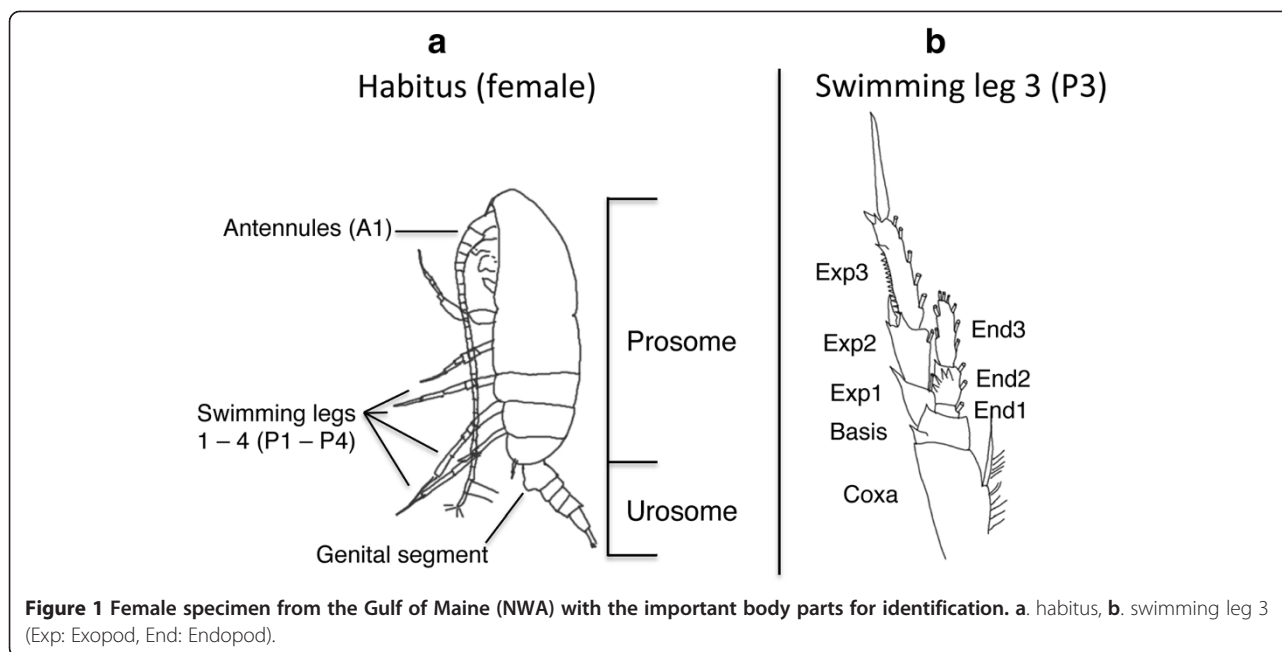 a
Habitus (female)
Antennules (A1)
Swimming legs
1 – 4 (P1 – P4)
Genital segment
Prosome
Urosome
b
Swimming leg 3 (P3)
Exp3
Exp2
Exp1
Basis
Coxa
End3
End2
End1
Figure 1 Female specimen from the Gulf of Maine (NWA) with the important body parts for identification. a. habitus, b. swimming leg 3
(Exp: Exopod, End: Endopod).